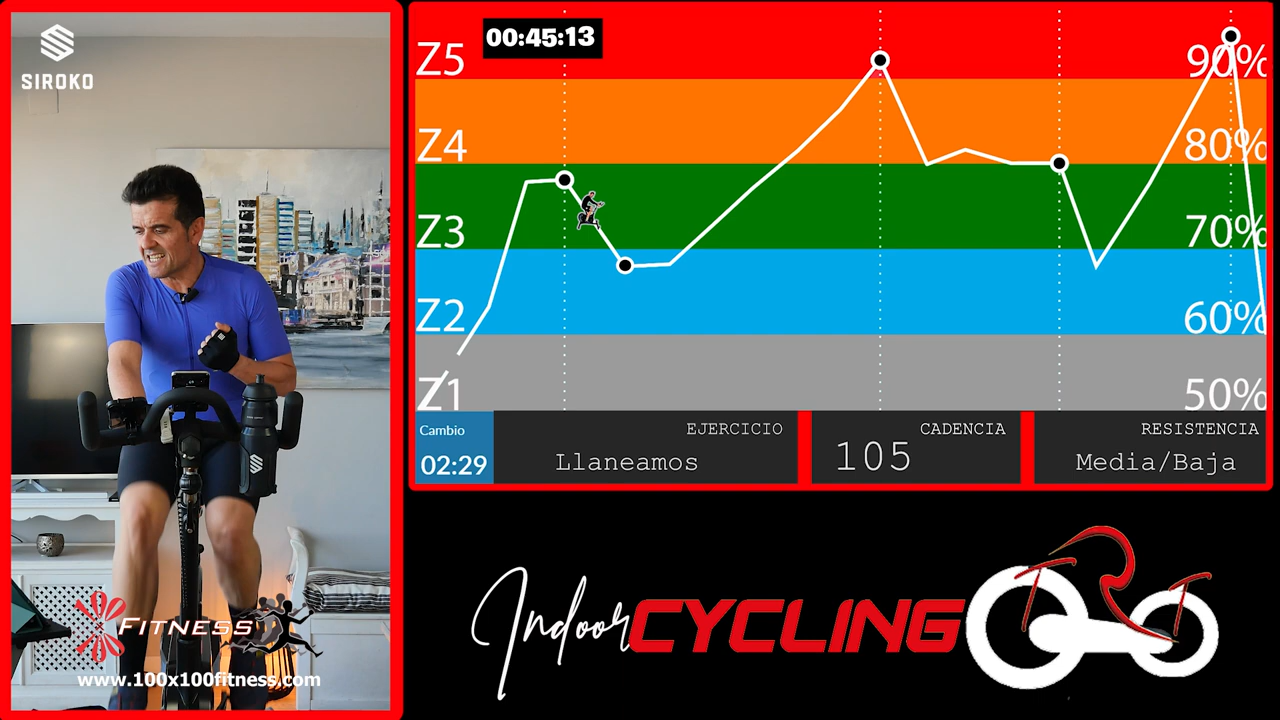 SIROKO
FITNESS
www.100x100fitness.com
00:45:13
Z5
90%
Z4
80%
Z3
70%
Z2
60%
Z1
50%
Cambio
02:29
EJERCICIO
Llaneamos
CADENCIA
105
RESISTENCIA
Media/Baja
Indoor CYCLING